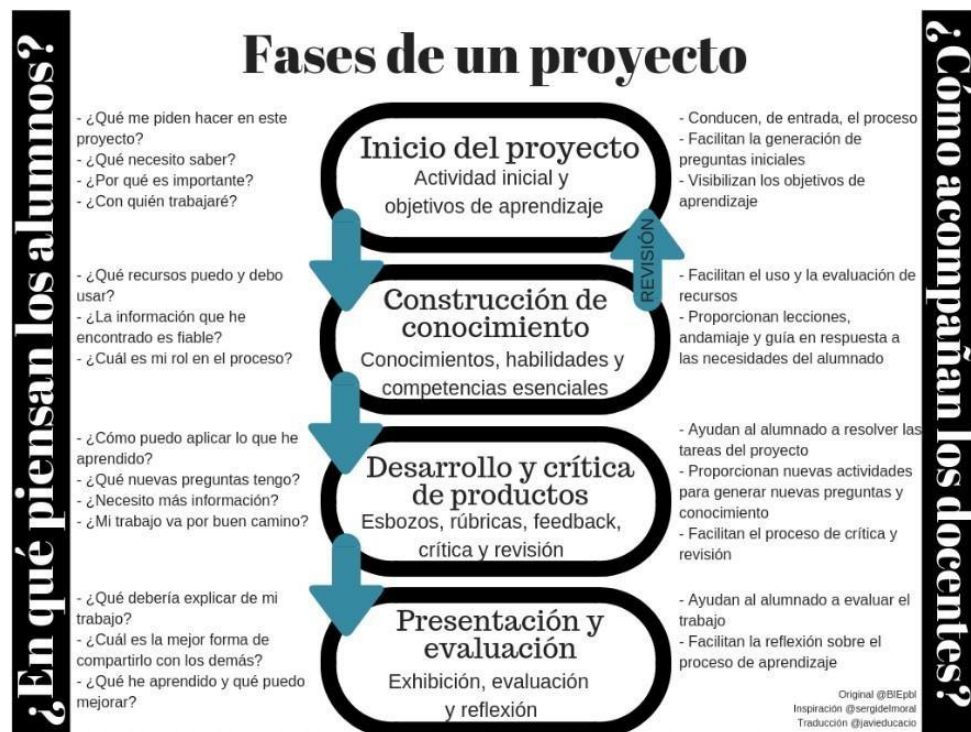 Fases de un proyecto
¿En qué piensan los alumnos?
- ¿Qué me piden hacer en este
proyecto?
- ¿Qué necesito saber?
- ¿Por qué es importante?
- ¿Con quién trabajaré?
Inicio del proyecto
Actividad inicial y
objetivos de aprendizaje
- Conducen, de entrada, el proceso
- Facilitan la generación de
preguntas iniciales
- Visibilizan los objetivos de
aprendizaje
¿Cómo acompañan los docentes?
REVISIÓN
- ¿Qué recursos puedo y debo
usar?
- ¿La información que he
encontrado es fiable?
- ¿Cuál es mi rol en el proceso?
Construcción de
conocimiento
Conocimientos, habilidades y
competencias esenciales
- Facilitan el uso y la evaluación de
recursos
- Proporcionan lecciones,
andamiaje y guía en respuesta a
las necesidades del alumnado
- ¿Cómo puedo aplicar lo que he
aprendido?
- ¿Qué nuevas preguntas tengo?
- ¿Necesito más información?
- ¿Mi trabajo va por buen camino?
Desarrollo y crítica
de productos
Esbozos, rúbricas, feedback,
crítica y revisión
- Ayudan al alumnado a resolver las
tareas del proyecto
- Proporcionan nuevas actividades
para generar nuevas preguntas y
conocimiento
- Facilitan el proceso de crítica y
revisión
- ¿Qué debería explicar de mi
trabajo?
- ¿Cuál es la mejor forma de
compartirlo con los demás?
- ¿Qué he aprendido y qué puedo
mejorar?
Presentación y
evaluación
Exhibición, evaluación
y reflexión
- Ayudan al alumnado a evaluar el
trabajo
- Facilitan la reflexión sobre el
proceso de aprendizaje
Original @BIEpbl
Inspiración @sergidelmoral
Traducción @javieducacio